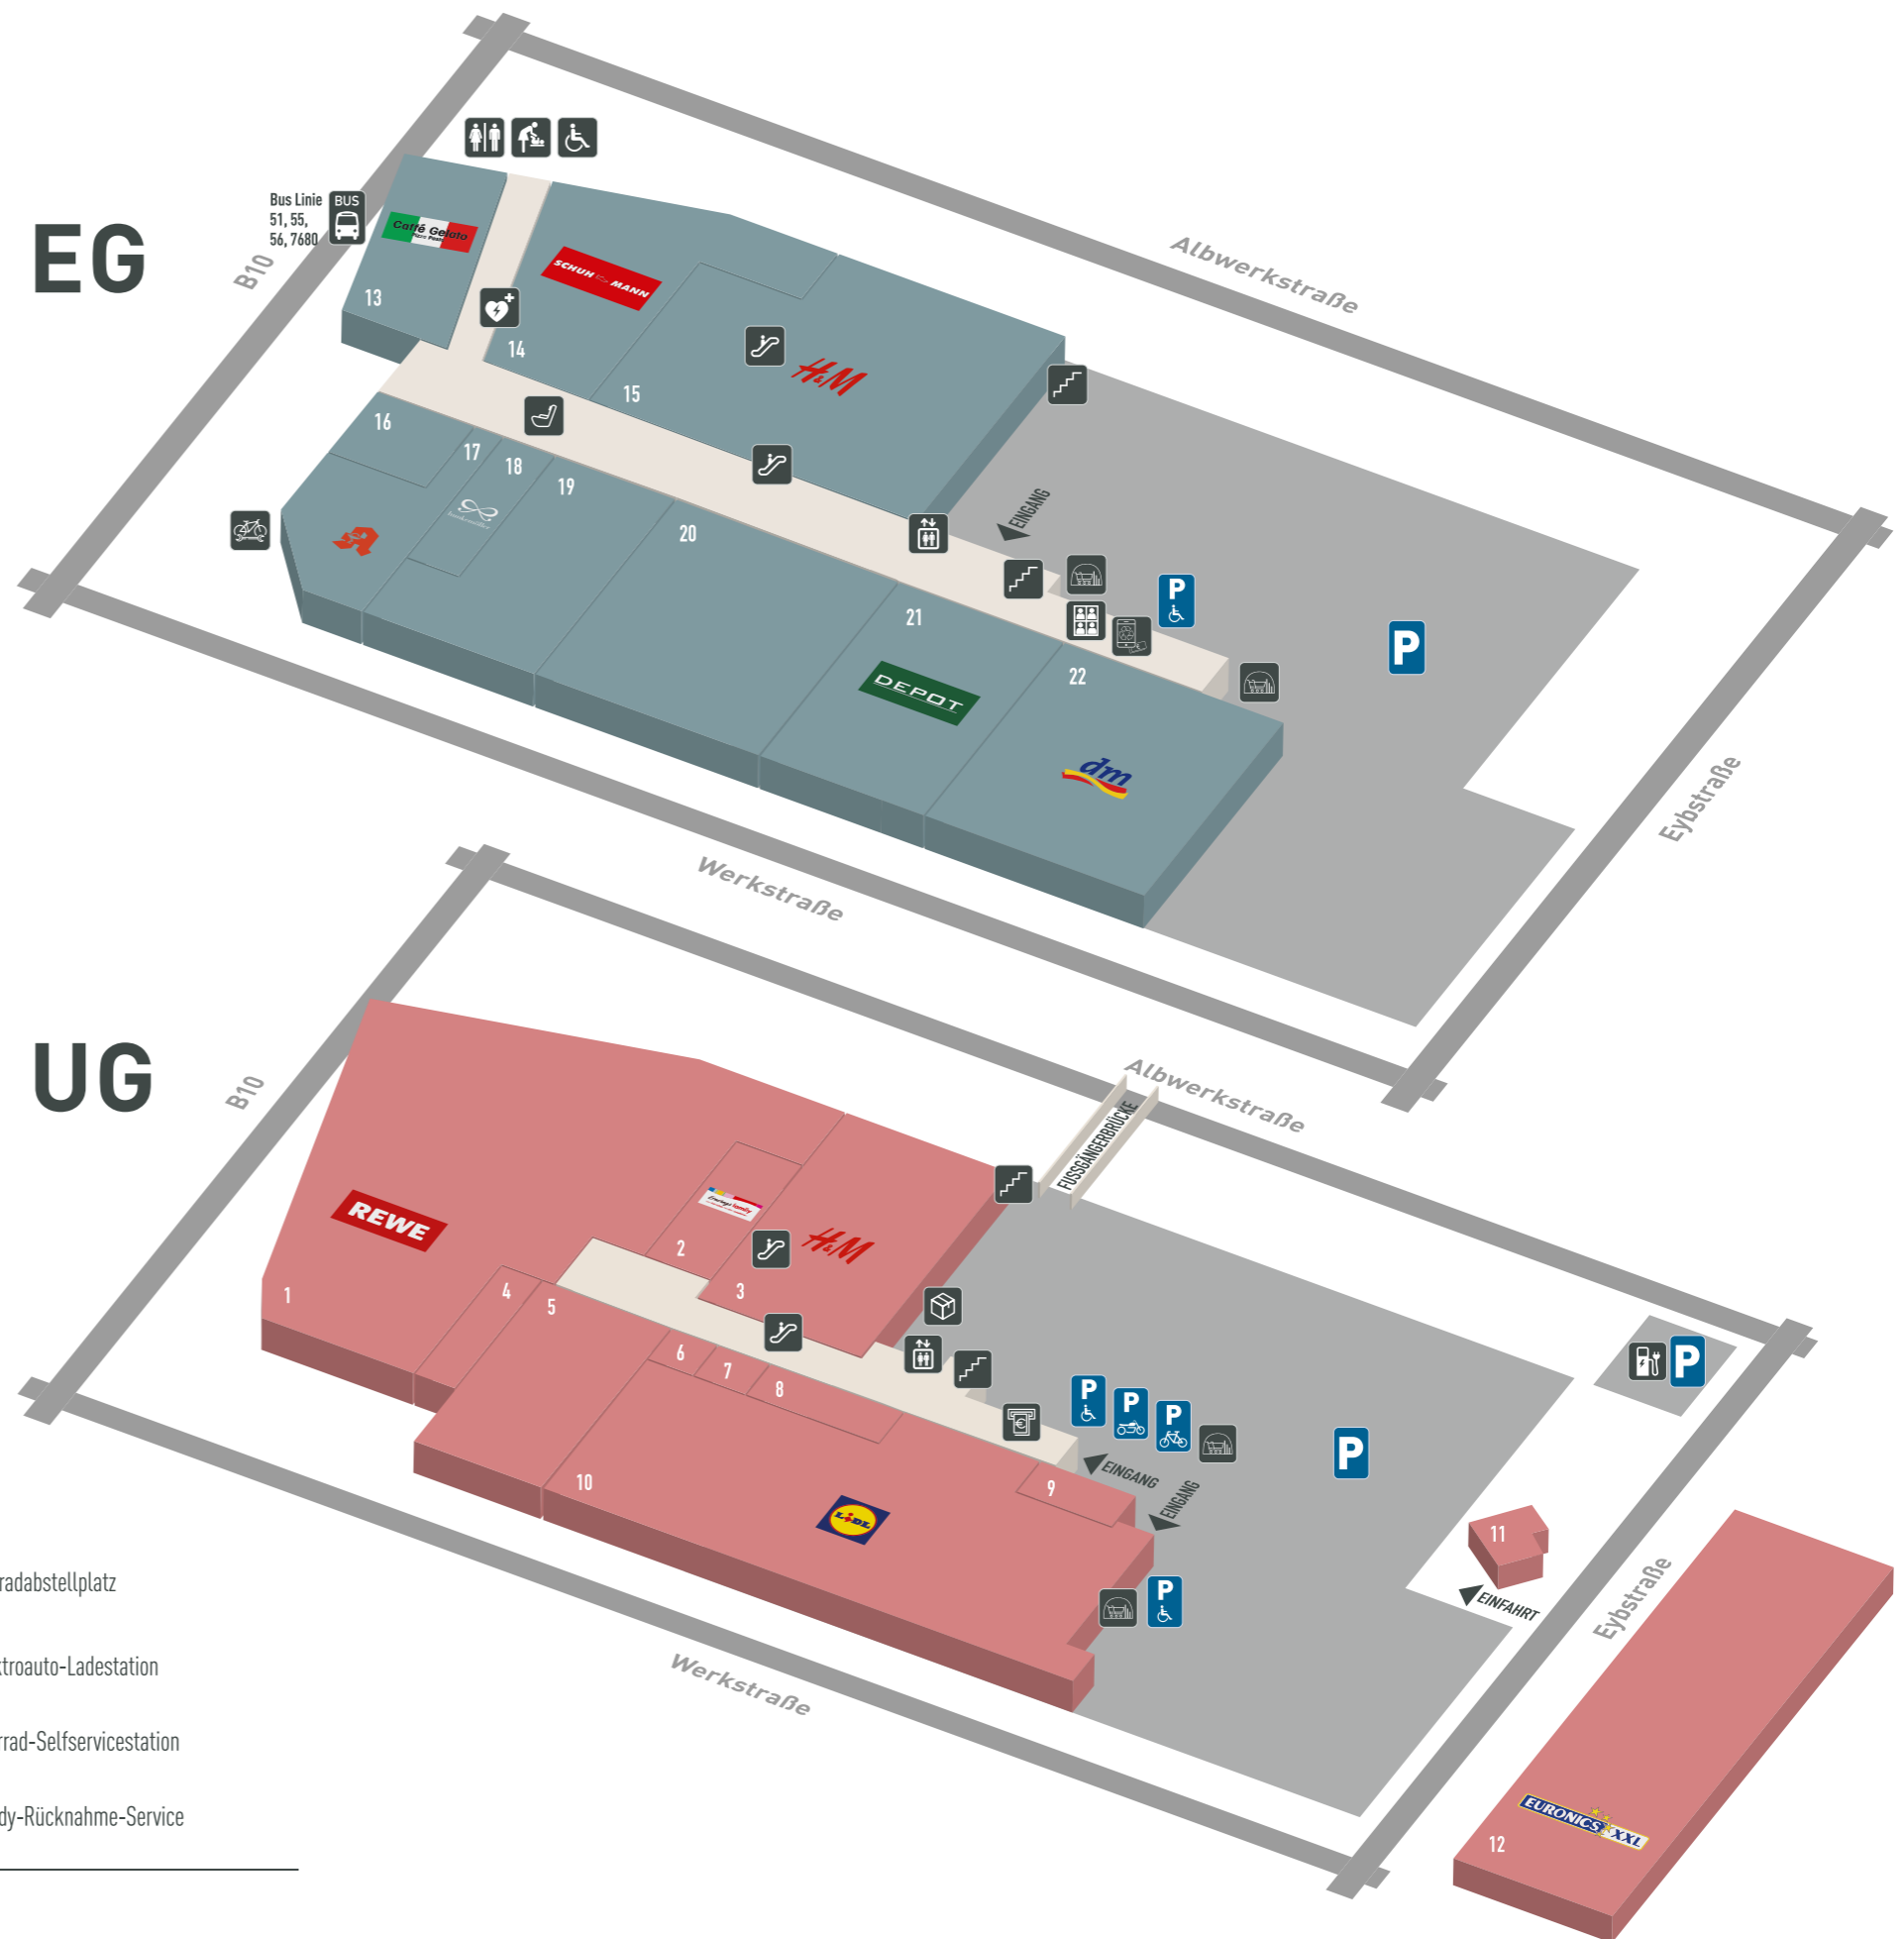 EG
Bus Linie
51, 55,
56, 7680
BUS
B10
Albwerkstraße
Caffé Gelato
13
SCHUH MANN
14
H&M
15
16
17
18
19
20
21
22
EINGANG
P
P
DEPOT
dm
Eybstraße
Werkstraße
UG
B10
Albwerkstraße
FUSSGÄNGERBRÜCKE
REWE
1
2
family
H&M
3
4
5
6
7
8
9
10
LIDL
P
P
P
P
P
P
EINGANG
EINGANG
11
EINFAHRT
Eybstraße
Werkstraße
12
EURONICS XXL
radabstellplatz
troauto-Ladestation
rrad-Selfservicestation
dy-Rücknahme-Service